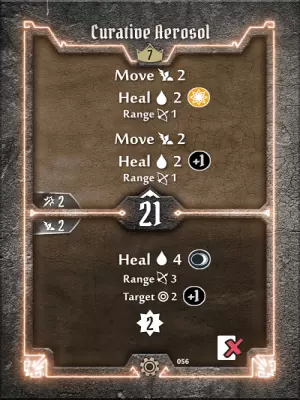 Curative Aerosol
7
Move 2
Heal 2
Range 1
Move 2
Heal 2 +1
Range 1
2
21
2
Heal 4
Range 3
Target 2 +1
2
056